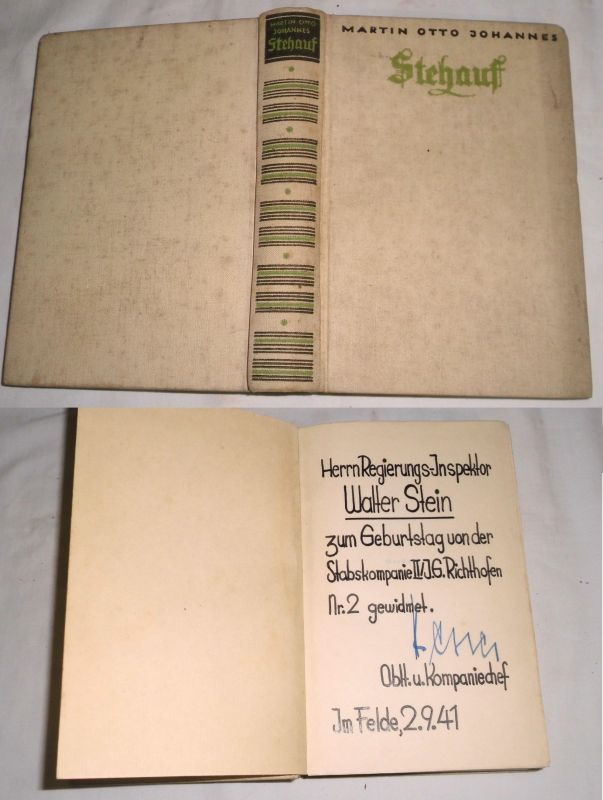 MARTIN OTTO
JOHANNES
Stehauf
MARTIN OTTO JOHANNES
Stehauf
Herrn Regierungs-Inspektor
Walter Stein
zum Geburtstag von der
Stabskompanie II/J.G. Richthofen
Nr. 2 gewidmet.
Oblt. u. Kompaniechef
Im Felde, 2.9.41